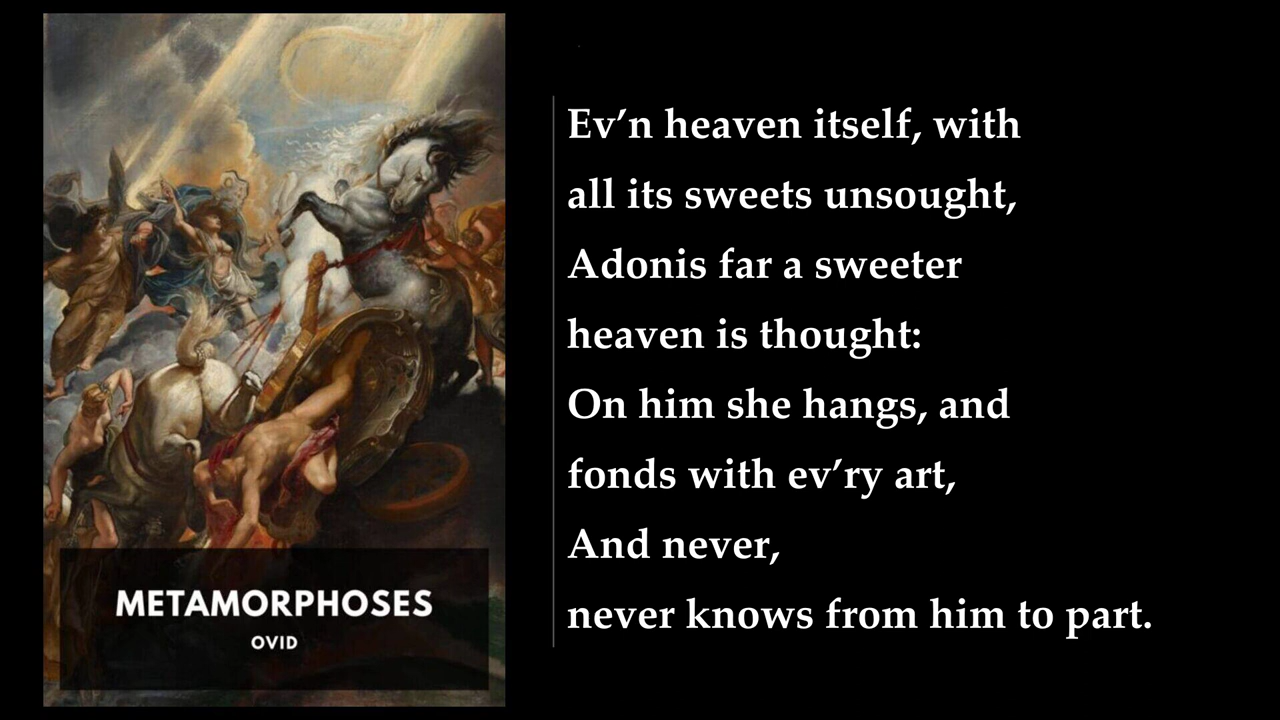 METAMORPHOSES
OVID
Ev’n heaven itself, with
all its sweets unsought,
Adonis far a sweeter
heaven is thought:
On him she hangs, and
fonds with ev’ry art,
And never,
never knows from him to part.